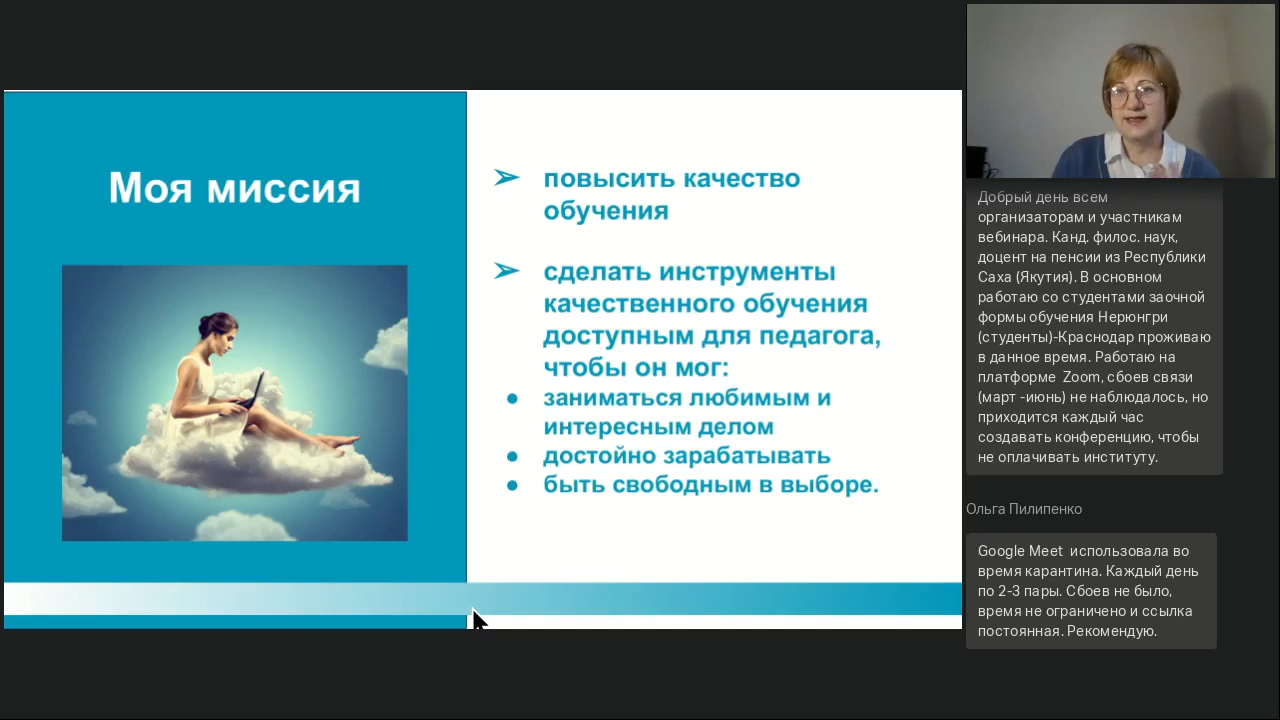 Моя миссия
➢ повысить качество
обучения
➢ сделать инструменты
качественного обучения
доступным для педагога,
чтобы он мог:
● заниматься любимым и
интересным делом
● достойно зарабатывать
● быть свободным в выборе.
Добрый день всем
организаторам и участникам
вебинара. Канд. филос. наук,
доцент на пенсии из Республики
Саха (Якутия). В основном
работаю со студентами заочной
формы обучения Нерюнгри
(студенты)-Краснодар проживаю
в данное время. Работаю на
платформе Zoom, сбоев связи
(март -июнь) не наблюдалось, но
приходится каждый час
создавать конференцию, чтобы
не оплачивать институту.
Ольга Пилипенко
Google Meet использовала во
время карантина. Каждый день
по 2-3 пары. Сбоев не было,
время не ограничено и ссылка
постоянная. Рекомендую.